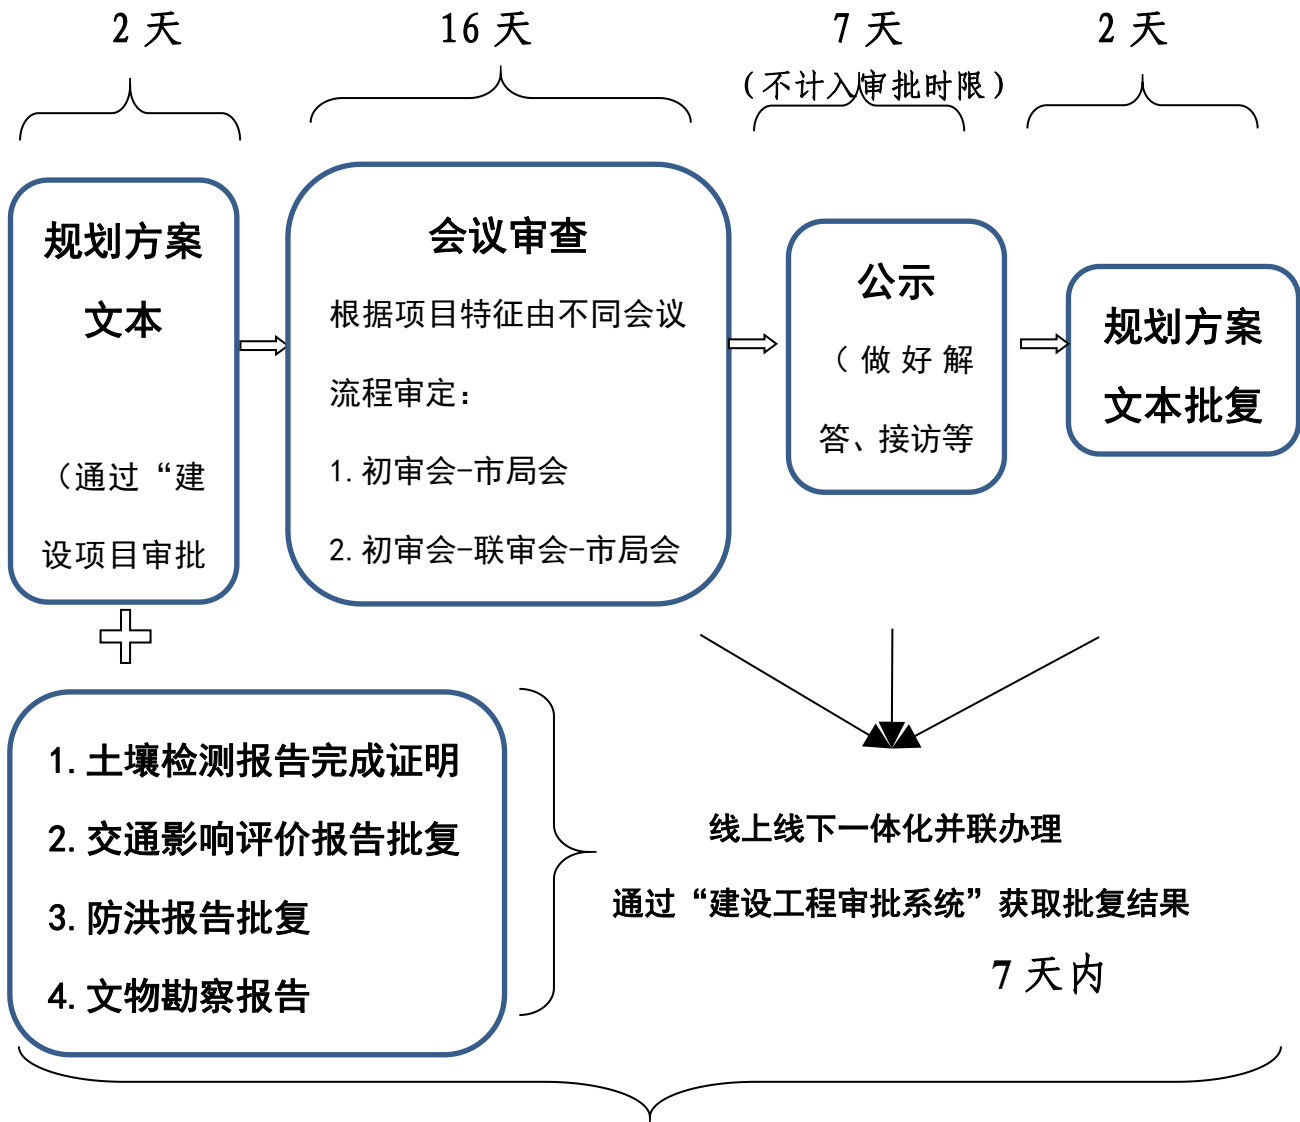 2 天
16 天
7 天
2 天
（不计入审批时限）
规划方案
文本
（通过“建
设项目审批
会议审查
根据项目特征由不同会议
流程审定：
1. 初审会-市局会
2. 初审会-联审会-市局会
公示
（做好解
答、接访等
规划方案
文本批复
1. 土壤检测报告完成证明
2. 交通影响评价报告批复
3. 防洪报告批复
4. 文物勘察报告
线上线下一体化并联办理
通过“建设工程审批系统”获取批复结果
7 天内